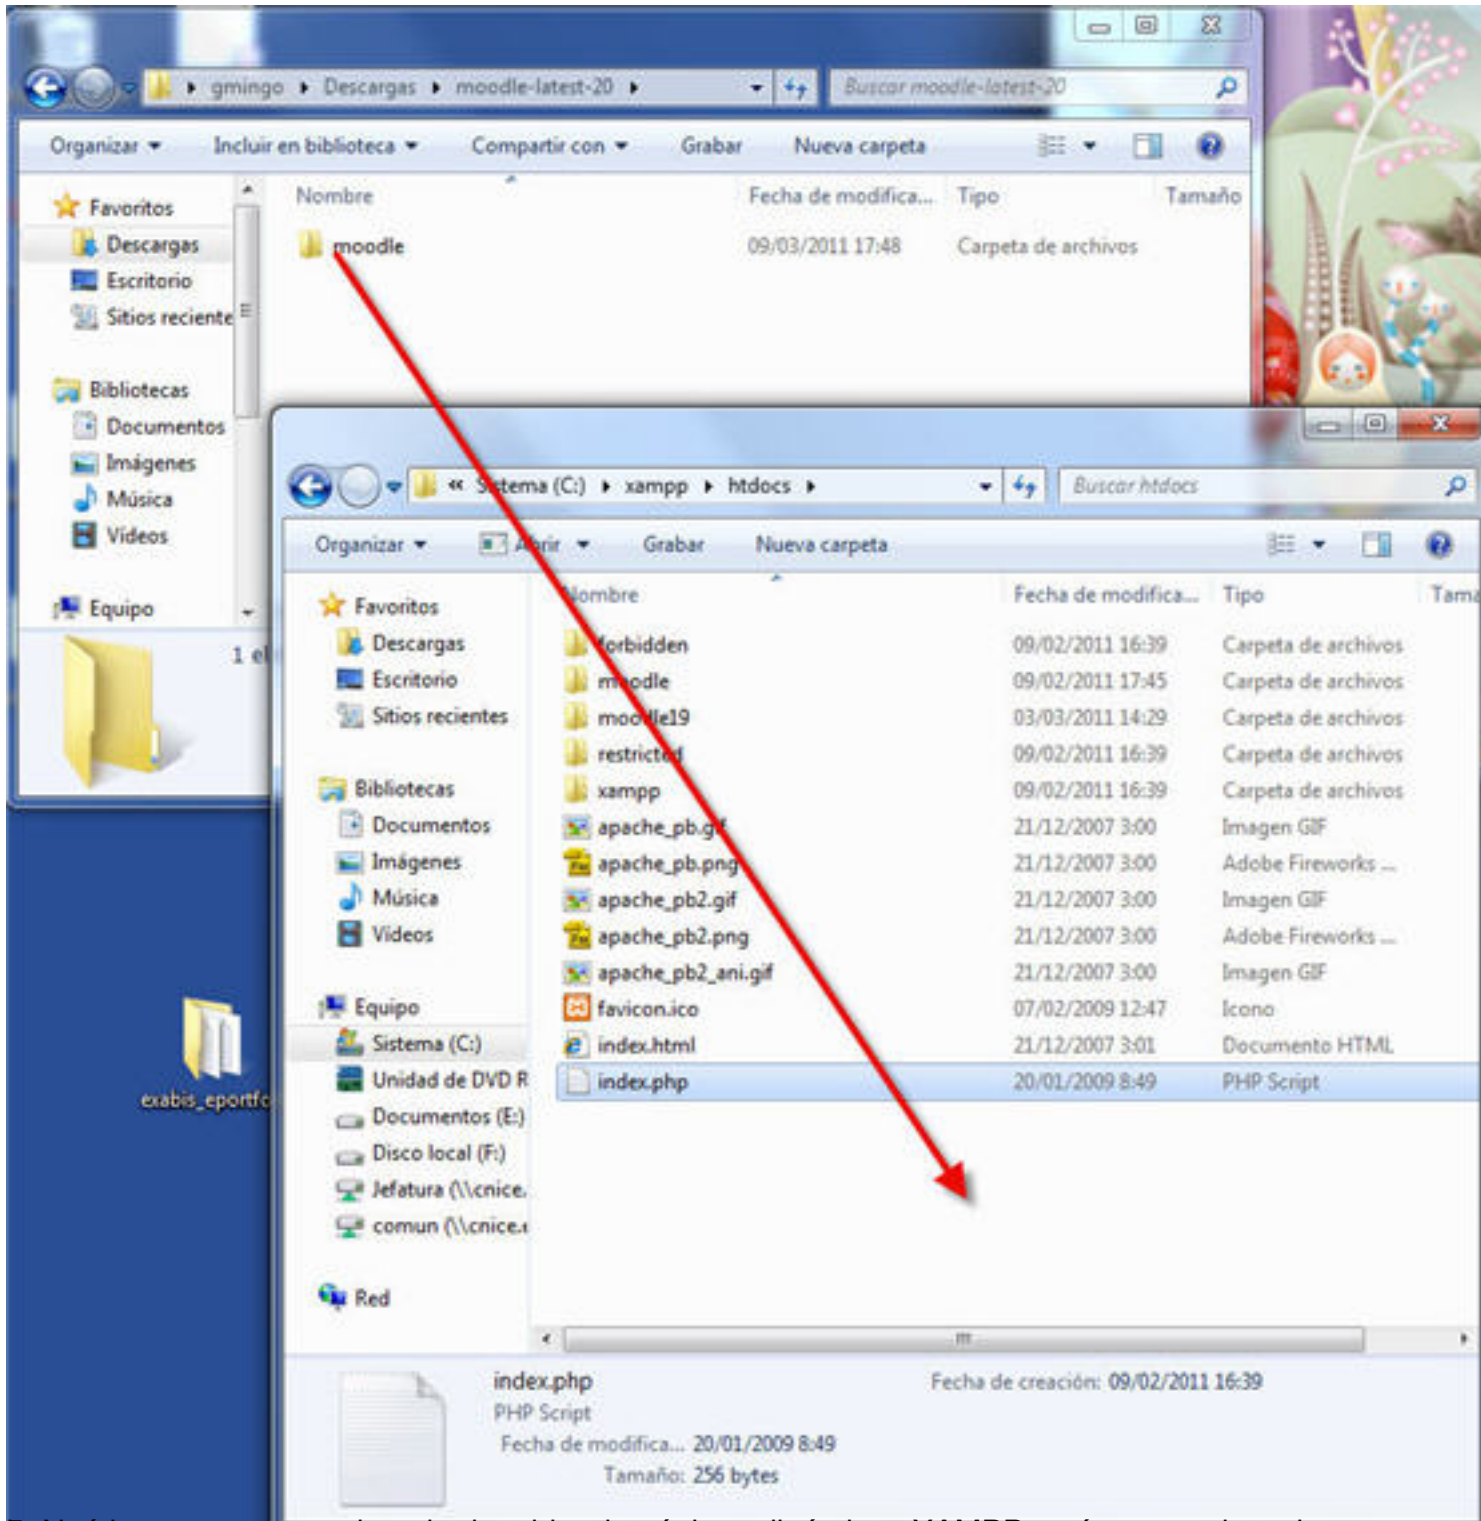 gmingo Descargas moodle-latest-20 Buscar moodle-latest-20
Organizar Incluir en biblioteca Compartir con Grabar Nueva carpeta
Nombre Fecha de modifica... Tipo Tamaño
moodle 09/03/2011 17:48 Carpeta de archivos
Favoritos
Descargas
Escritorio
Sitios reciente
Bibliotecas
Documentos
Imágenes
Música
Vídeos
Equipo
1 el
exabis_eportfo
« Sistema (C:) xampp htdocs Buscar htdocs
Organizar Abrir Grabar Nueva carpeta
Nombre Fecha de modifica... Tipo Tama
Favoritos
Descargas
Escritorio
Sitios recientes
Bibliotecas
Documentos
Imágenes
Música
Vídeos
Equipo
Sistema (C:)
Unidad de DVD R
Documentos (E:)
Disco local (F:)
Jefatura (\\cnice.
comun (\\cnice.e
Red
forbidden 09/02/2011 16:39 Carpeta de archivos
moodle 09/02/2011 17:45 Carpeta de archivos
moodle19 03/03/2011 14:29 Carpeta de archivos
restricted 09/02/2011 16:39 Carpeta de archivos
xampp 09/02/2011 16:39 Carpeta de archivos
apache_pb.gif 21/12/2007 3:00 Imagen GIF
apache_pb.png 21/12/2007 3:00 Adobe Fireworks ...
apache_pb2.gif 21/12/2007 3:00 Imagen GIF
apache_pb2.png 21/12/2007 3:00 Adobe Fireworks ...
apache_pb2_ani.gif 21/12/2007 3:00 Imagen GIF
favicon.ico 07/02/2009 12:47 Icono
index.html 21/12/2007 3:01 Documento HTML
index.php 20/01/2009 8:49 PHP Script
index.php Fecha de creación: 09/02/2011 16:39
PHP Script
Fecha de modifica... 20/01/2009 8:49
Tamaño: 256 bytes